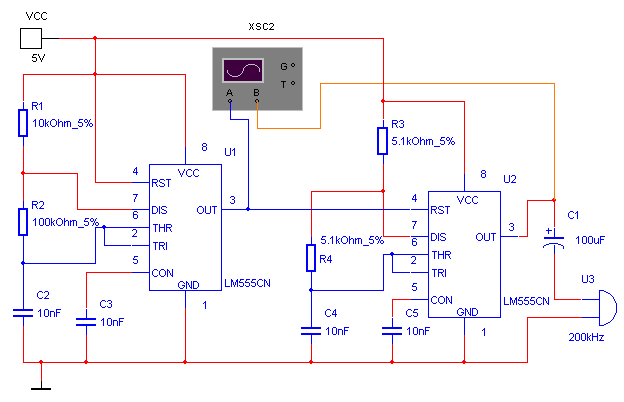 VCC
5V
XSC2
G
T
A B
R1
10kOhm_5%
R2
100kOhm_5%
C2
10nF
C3
10nF
U1
8
VCC
4
RST
7
DIS
6
THR
2
TRI
5
CON
3
OUT
GND
1
LM555CN
R3
5.1kOhm_5%
5.1kOhm_5%
R4
C4
10nF
C5
10nF
U2
8
VCC
4
RST
7
DIS
6
THR
2
TRI
5
CON
3
OUT
GND
1
LM555CN
C1
+
100uF
U3
200kHz